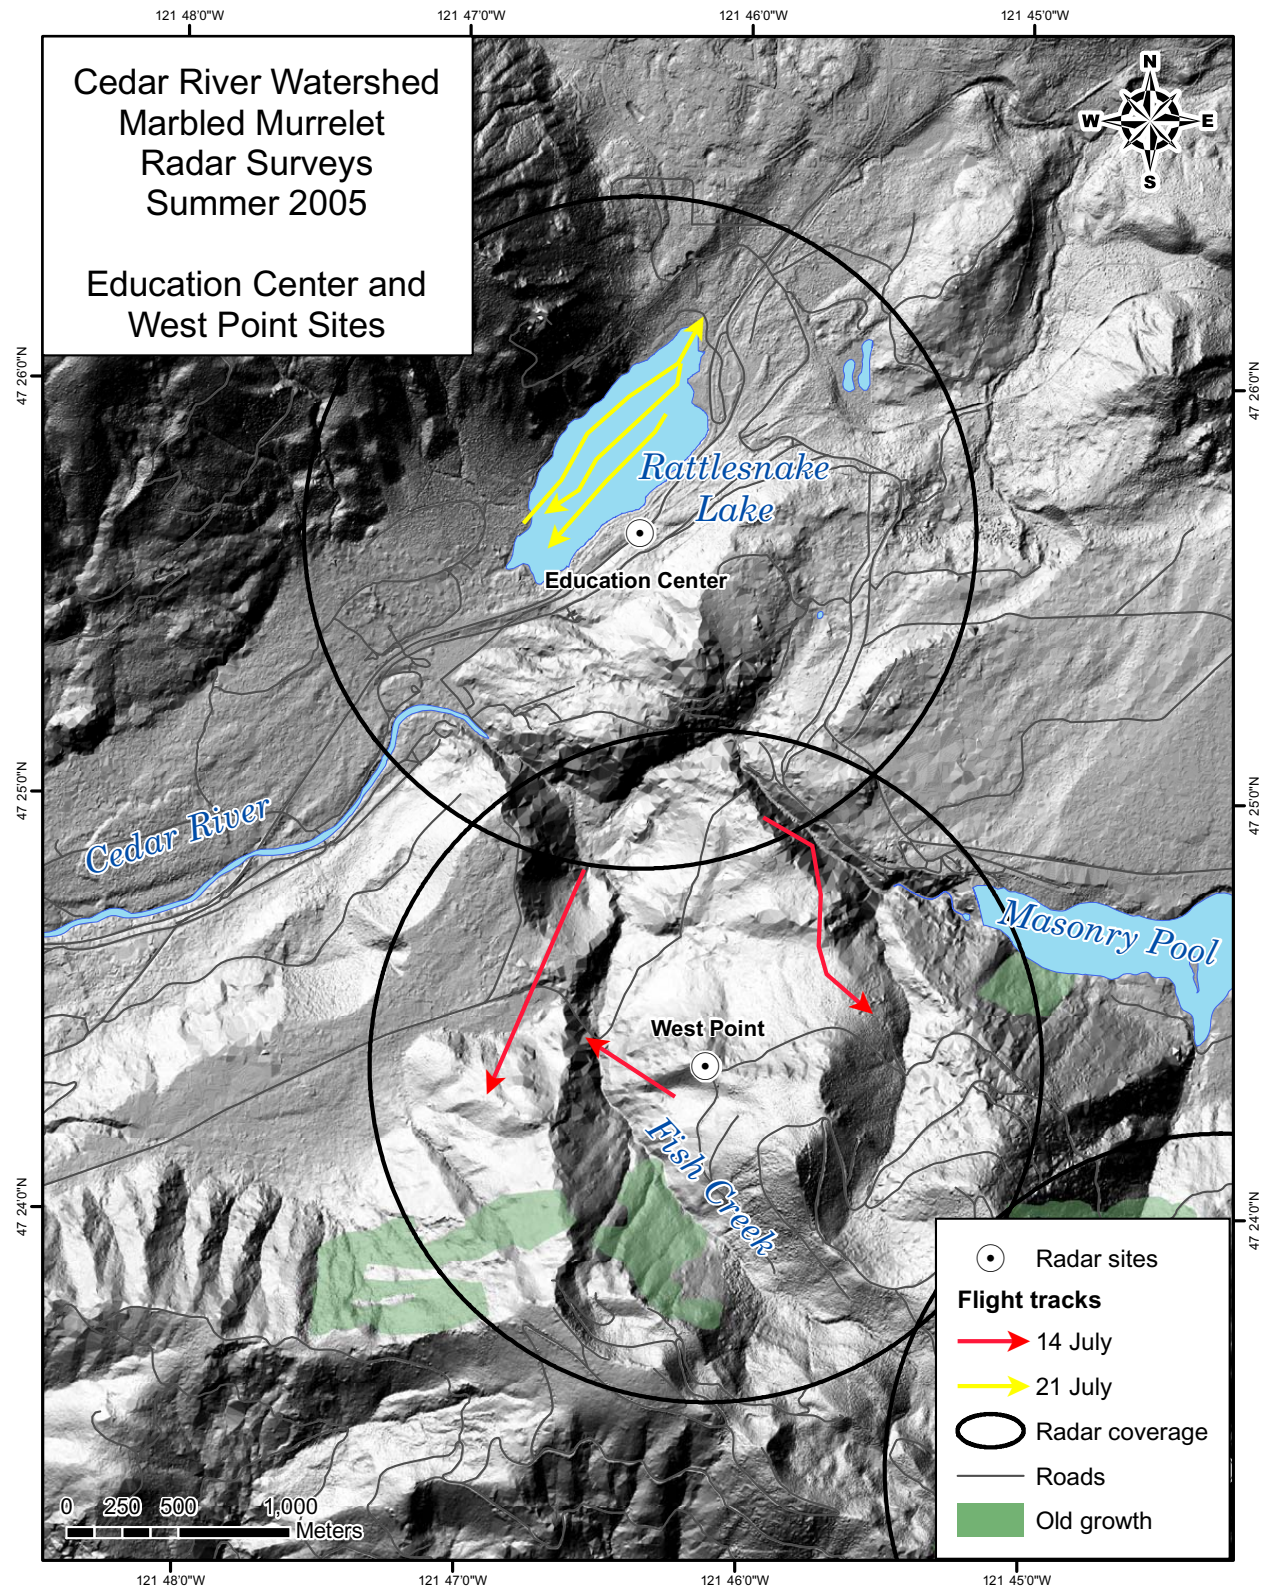 121 48'0"W
121 47'0"W
121 46'0"W
121 45'0"W
Cedar River Watershed
Marbled Murrelet
Radar Surveys
Summer 2005
Education Center and
West Point Sites
N
W
E
S
47 26'0"N
47 26'0"N
Rattlesnake
Lake
Education Center
47 25'0"N
47 25'0"N
Cedar River
Masonry Pool
West Point
Fish Creek
47 24'0"N
47 24'0"N
Radar sites
Flight tracks
14 July
21 July
Radar coverage
Roads
Old growth
0 250 500 1,000
Meters
121 48'0"W
121 47'0"W
121 46'0"W
121 45'0"W